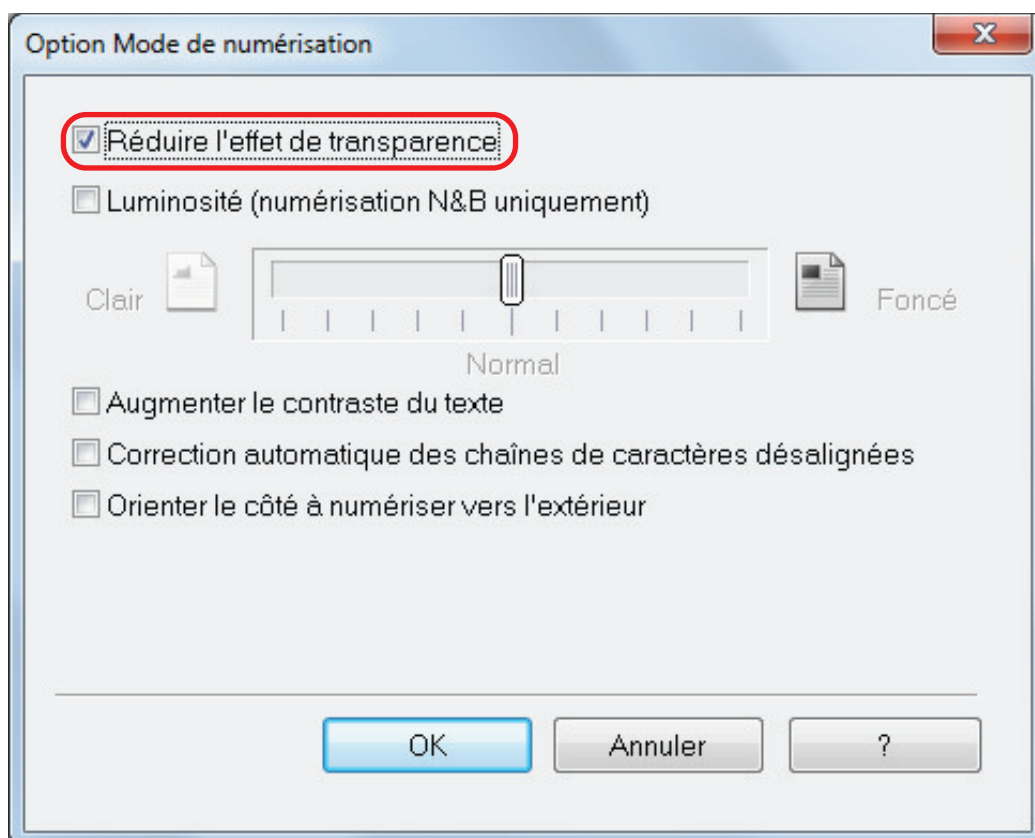 Option Mode de numérisation
Réduire l'effet de transparence
Luminosité (numérisation N&B uniquement)
Clair
Foncé
Normal
Augmenter le contraste du texte
Correction automatique des chaînes de caractères désalignées
Orienter le côté à numériser vers l'extérieur
OK Annuler ?